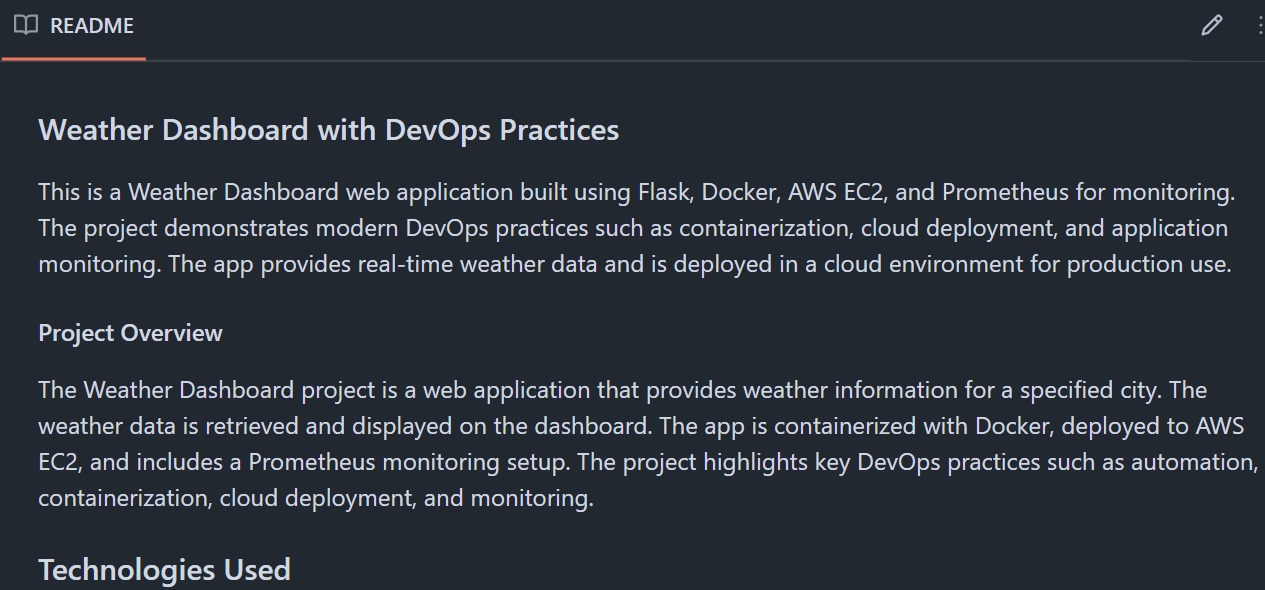 README
Weather Dashboard with DevOps Practices
This is a Weather Dashboard web application built using Flask, Docker, AWS EC2, and Prometheus for monitoring.
The project demonstrates modern DevOps practices such as containerization, cloud deployment, and application
monitoring. The app provides real-time weather data and is deployed in a cloud environment for production use.
Project Overview
The Weather Dashboard project is a web application that provides weather information for a specified city. The
weather data is retrieved and displayed on the dashboard. The app is containerized with Docker, deployed to AWS
EC2, and includes a Prometheus monitoring setup. The project highlights key DevOps practices such as automation,
containerization, cloud deployment, and monitoring.
Technologies Used